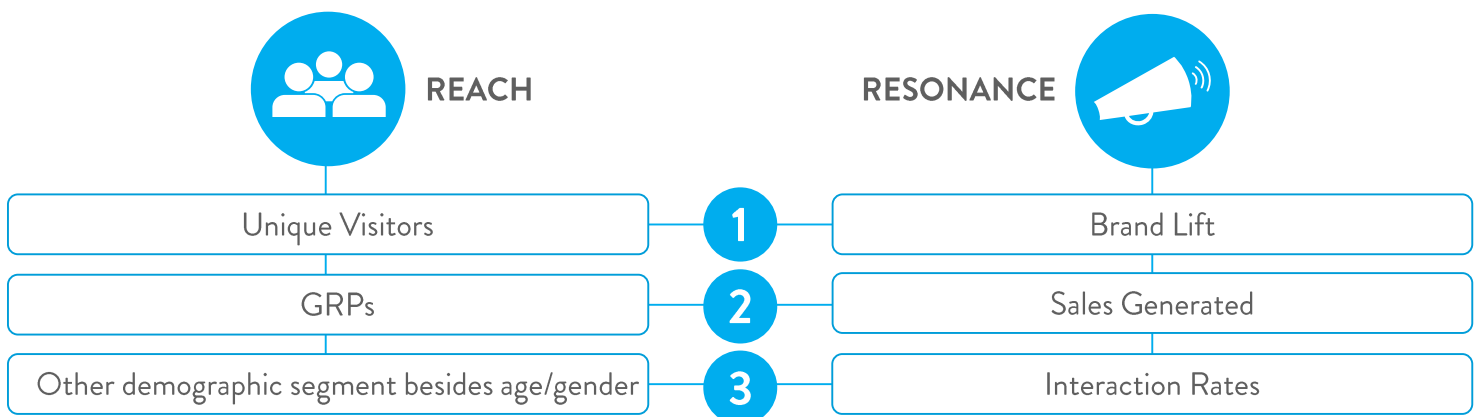 REACH
RESONANCE
Unique Visitors
1
Brand Lift
GRPs
2
Sales Generated
Other demographic segment besides age/gender
3
Interaction Rates